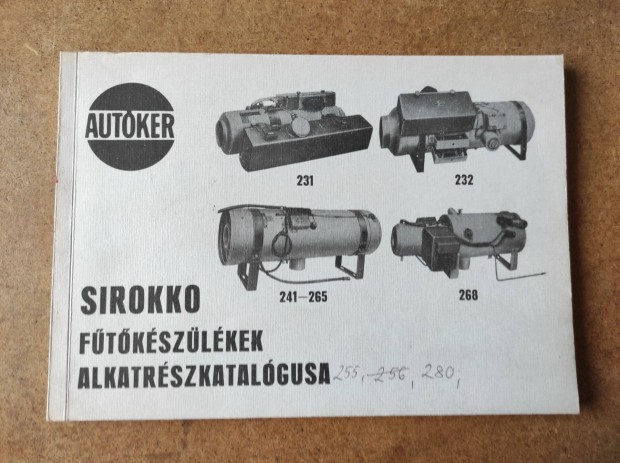 AUTÓKER
231
232
241-265
268
SIROKKO
FŰTŐKÉSZÜLÉKEK
ALKATRÉSZKATALÓGUSA 255, 256, 280,